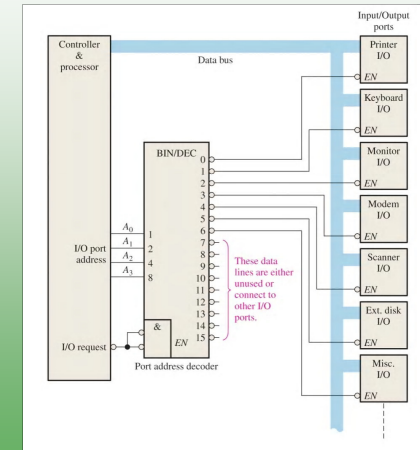 Input/Output
ports
Controller
&
processor
Data bus
Printer
I/O
EN
Keyboard
I/O
EN
Monitor
I/O
EN
Modem
I/O
EN
Scanner
I/O
EN
Ext. disk
I/O
EN
Misc.
I/O
EN
BIN/DEC
0
1
2
3
4
5
6
7
8
9
10
11
12
13
14
15
I/O port
address
A0
A1
A2
A3
1
2
4
8
These data
lines are either
unused or
connect to
other I/O
ports.
&
EN
I/O request
Port address decoder